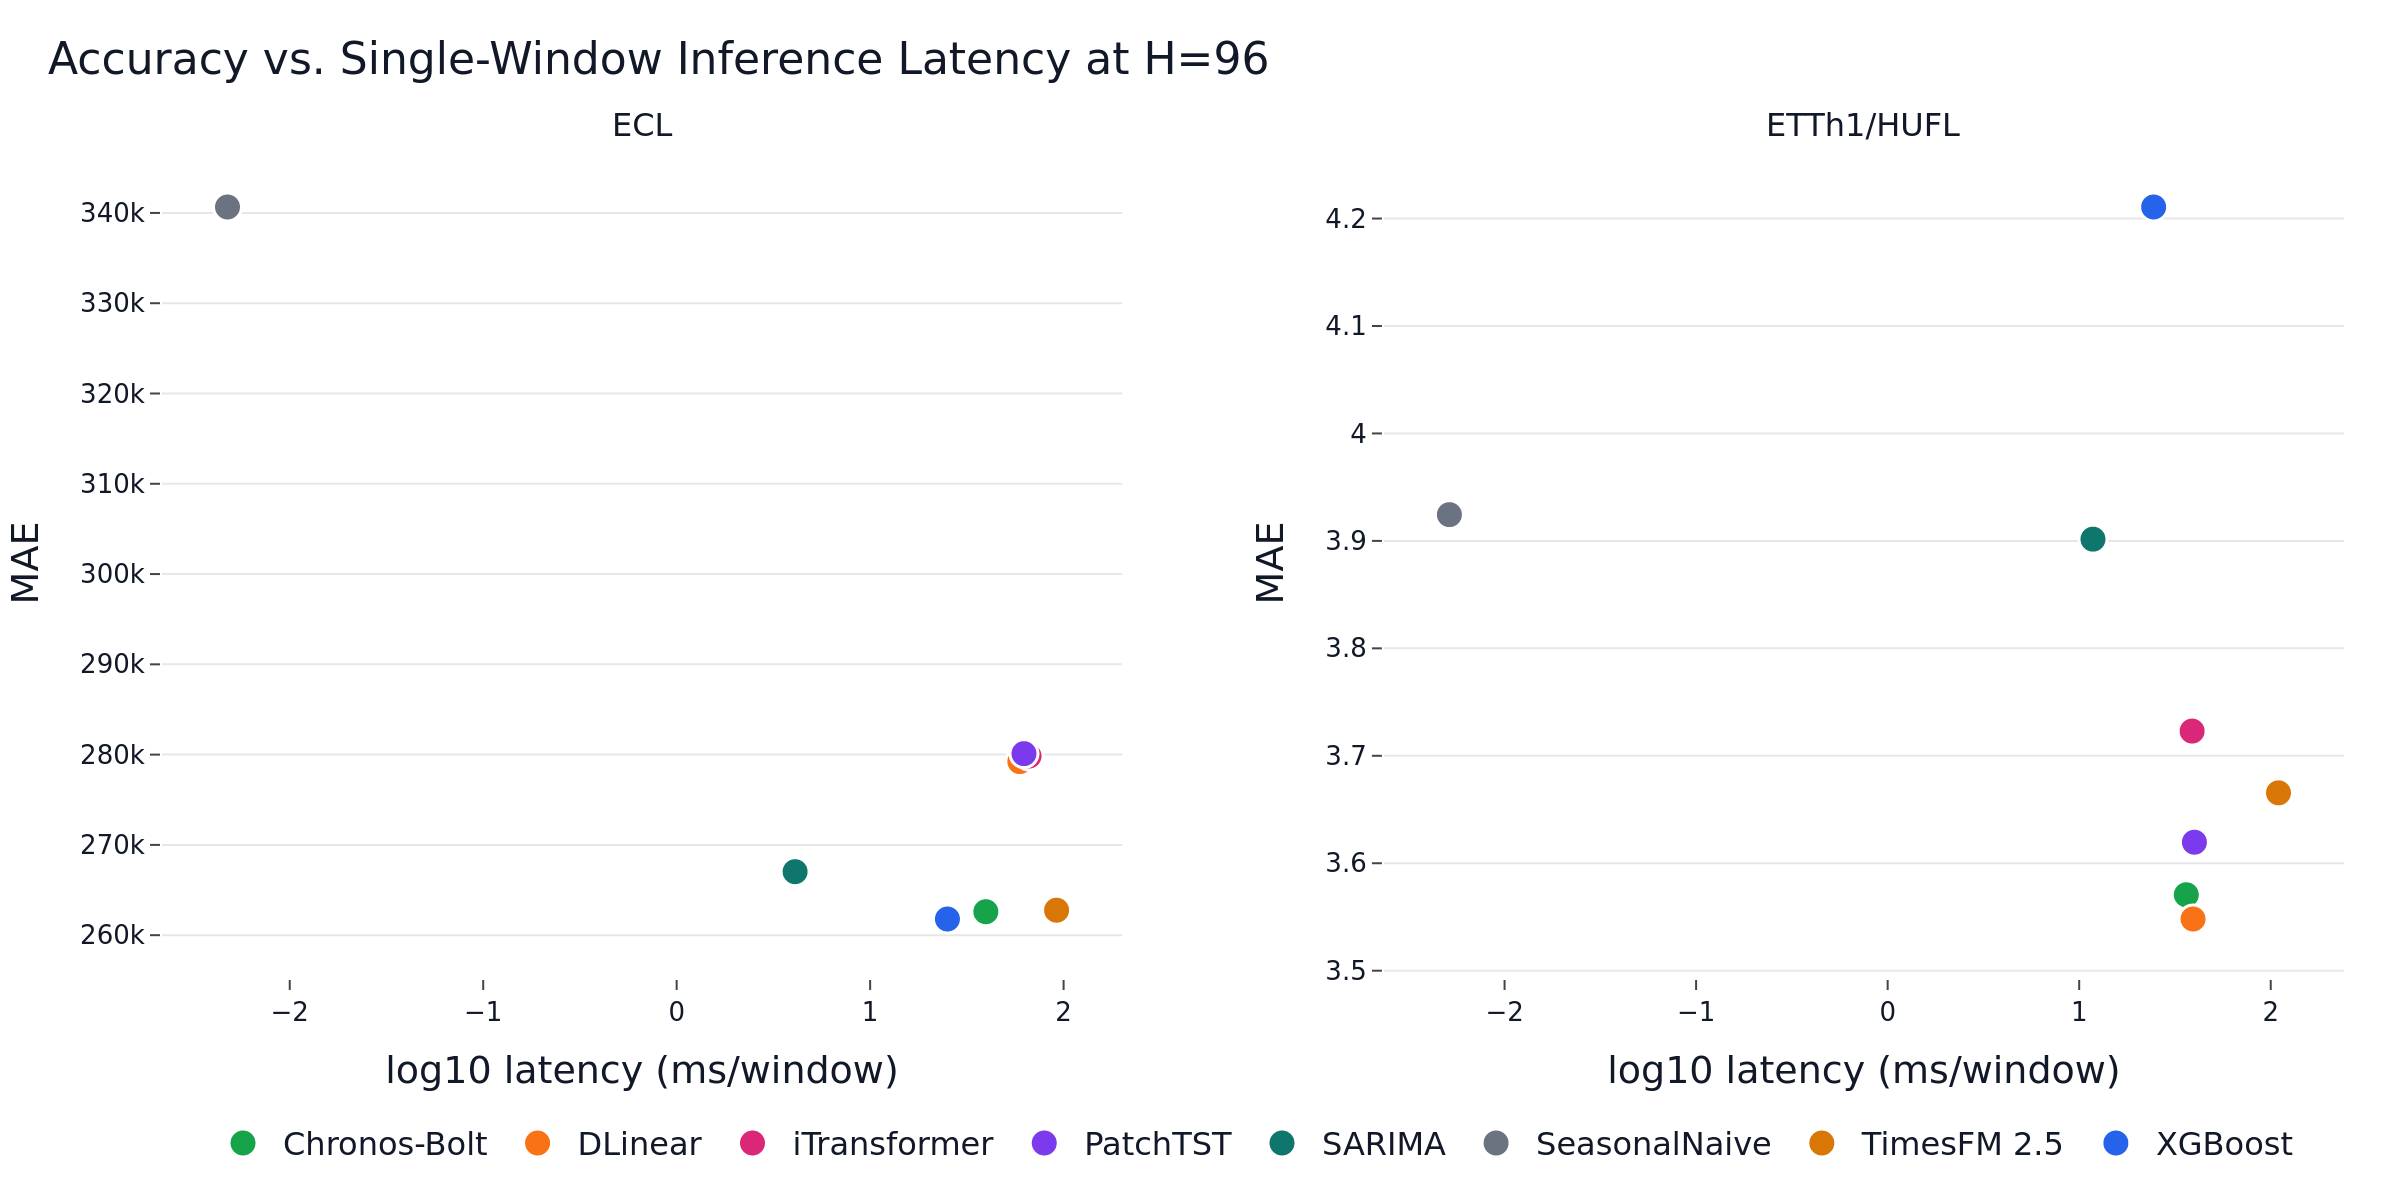 Accuracy vs. Single-Window Inference Latency at H=96
ECL
MAE
340k
330k
320k
310k
300k
290k
280k
270k
260k
−2 −1 0 1 2
log10 latency (ms/window)
ETTh1/HUFL
MAE
4.2
4.1
4
3.9
3.8
3.7
3.6
3.5
−2 −1 0 1 2
log10 latency (ms/window)
Chronos-Bolt DLinear iTransformer PatchTST SARIMA SeasonalNaive TimesFM 2.5 XGBoost